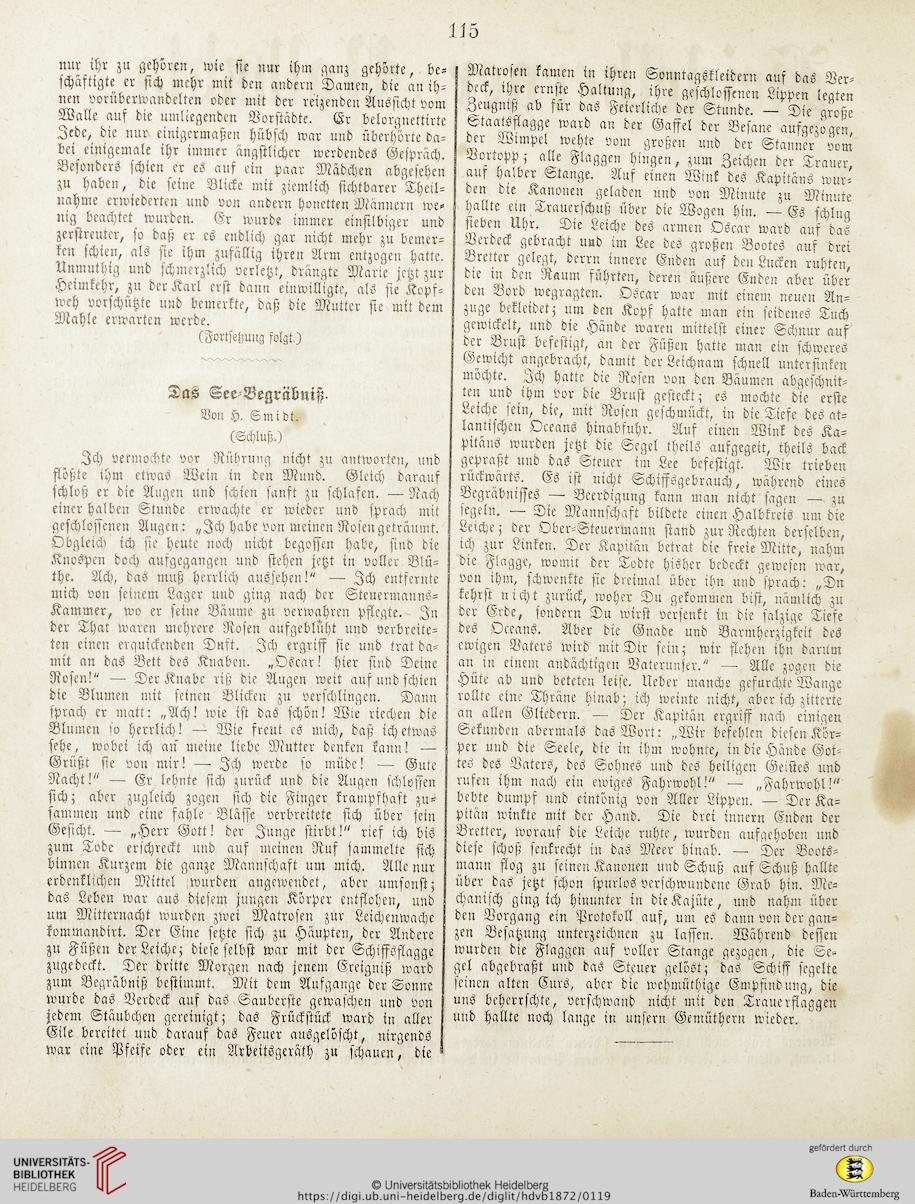 115
nur ihr zu gehören, wie sie nur ihm ganz gehörte, be-
schäftigte er sich mehr mit den andern Damen, die an ih-
nen vorüberwandelten oder mit der reizenden Aussicht vom
Walle auf die umliegenden Vorstädte. Er belorgnettirte
Jede, die nur einigermaßen hübsch war und überhörte da-
bei einigemale ihr immer ängstlicher werdendes Gespräch.
Besonders schien er es auf ein paar Mädchen abgesehen
zu haben, die seine Blicke mit ziemlich sichtbarer Theil-
nahme erwiederten und von andern honetten Männern we-
nig beachtet wurden. Er wurde immer einsilbiger und
zerstreuter, so daß er es endlich gar nicht mehr zu bemer-
ken schien, als sie ihm zufällig ihren Arm entzogen hatte.
Unmuthig und schmerzlich verletzt, drängte Marie jetzt zur
Heimkehr, zu der Karl erst dann einwilligte, als sie Kopf-
weh vorschützte und bemerkte, daß die Mutter sie mit dem
Mahle erwarten werde.
(Fortsetzung folgt.)
Das See-Begräbniß.
Von H. Smidt.
(Schluß.)
Ich vermochte vor Rührung nicht zu antworten, und
flößte ihm etwas Wein in den Mund. Gleich darauf
schloß er die Augen und schien sanft zu schlafen. — Nach
einer halben Stunde erwachte er wieder und sprach mit
geschlossenen Augen: „Ich habe von meinen Rosen geträumt.
Obgleich ich sie heute noch nicht begossen habe, sind die
Knospen doch aufgegangen und stehen jetzt in voller Blü-
the. Ach, das muß herrlich aussehen!“ — Ich entfernte
mich von seinem Lager und ging nach der Steuermanns-
Kammer, wo er seine Bäume zu verwahren pflegte. In
der That waren mehrere Rosen aufgeblüht und verbreite-
ten einen erquickenden Duft. Ich ergriff sie und trat da-
mit an das Bett des Knaben. „Oscar! hier sind Deine
Rosen!“ — Der Knabe riß die Augen weit auf und schien
die Blumen mit seinen Blicken zu verschlingen. Dann
sprach er matt: „Ach! wie ist das schön! Wie riechen die
Blumen so herrlich! — Wie freut es mich, daß ich etwas
sehe, wobei ich an meine liebe Mutter denken kann! —
Grüßt sie von mir! — Ich werde so müde! — Gute
Nacht!“ — Er lehnte sich zurück und die Augen schlossen
sich; aber zugleich zogen sich die Finger krampfhaft zu-
sammen und eine fahle Blässe verbreitete sich über sein
Gesicht. — „Herr Gott! der Junge stirbt!“ rief ich bis
zum Tode erschreckt und auf meinen Ruf sammelte sich
binnen Kurzem die ganze Mannschaft um mich. Alle nur
erdenklichen Mittel wurden angewendet, aber umsonst;
das Leben war aus diesem jungen Körper entflohen, und
um Mitternacht wurden zwei Matrosen zur Leichenwache
kommandirt. Der Eine setzte sich zu Häupten, der Andere
zu Füßen der Leiche; diese selbst war mit der Schiffsflagge
zugedeckt. Der dritte Morgen nach jenem Ereigniß ward
zum Begräbniß bestimmt. Mit dem Aufgange der Sonne
wurde das Verdeck auf das Sauberste gewaschen und von
jedem Stäubchen gereinigt; das Frückstück ward in aller
Eile bereitet und darauf das Feuer ausgelöscht, nirgends
war eine Pfeife oder ein Arbeitsgeräth zu schauen, die
Matrosen kamen in ihren Sonntagskleidern auf das Ver-
deck, ihre ernste Haltung, ihre geschlossenen Lippen legten
Zeugniß ab für das Feierliche der Stunde. — Die große
Staatsflagge ward an der Gaffel der Besane aufgezogen,
der Wimpel wehte vom großen und der Stanner vom
Vortopp; alle Flaggen hingen, zum Zeichen der Trauer,
auf halber Stange. Auf einen Wink des Kapitäns wur-
den die Kanonen geladen und von Minute zu Minute
hallte ein Trauerschuß über die Wogen hin. — Es schlug
sieben Uhr. Die Leiche des armen Oscar ward auf das
Verdeck gebracht und im Lee des großen Bootes auf drei
Bretter gelegt, derrn innere Enden auf den Lucken ruhten,
die in den Raum führten, deren äußere Enden aber über
den Bord wegragten. Oscar war mit einem neuen An-
zuge bekleidet; um den Kopf hatte man ein seidenes Tuch
gewickelt, und die Hände waren mittelst einer Schnur auf
der Brust befestigt, an der Füßen hatte man ein schweres
Gewicht angebracht, damit der Leichnam schnell untersinken
möchte. Ich hatte die Rosen von den Bäumen abgeschnit-
ten und ihm vor die Brust gesteckt; es mochte die erste
Leiche sein, die, mit Rosen geschmückt, in die Tiefe des at-
lantischen Oceans hinabfuhr. Auf einen Wink des Ka-
pitäns wurden jetzt die Segel theils aufgegeit, theils back
gepraßt und das Steuer im Lee befestigt. Wir trieben
rückwärts. Es ist nicht Schiffsgebrauch, während eines
Begräbnisses — Beerdigung kann man nicht sagen — zu
segeln. — Die Mannschaft bildete einen Halbkreis um die
Leiche; der Ober-Steuermann stand zur Rechten derselben,
ich zur Linken. Der Kapitän betrat die freie Mitte, nahm
die Flagge, womit der Todte hisher bedeckt gewesen war,
von ihm, schwenkte sie dreimal über ihn und sprach: „Du
kehrst nicht zurück, woher Du gekommen bist, nämlich zu
der Erde, sondern Du wirst versenkt in die salzige Tiefe
des Oceans. Aber die Gnade und Barmherzigkeit des
ewigen Vaters wird mit Dir sein; wir flehen ihn darum
an in einem andächtigen Vaterunser.“ — Alle zogen die
Hüte ab und beteten leise. Ueber manche gefurchte Wange
rollte eine Thräne hinab; ich weinte nicht, aber ich zitterte
an allen Gliedern. — Der Kapitän ergriff nach einigen
Sekunden abermals das Wort: „Wir befehlen diesen Kör-
per und die Seele, die in ihm wohnte, in die Hände Got-
tes des Vaters, des Sohnes und des heiligen Geistes und
rufen ihm nach ein ewiges Fahrwohl!“ — „Fahrwohl!“
bebte dumpf und eintönig von Aller Lippen. — Der Ka-
pitän winkte mit der Hand. Die drei innern Enden der
Bretter, worauf die Leiche ruhte, wurden aufgehoben und
diese schoß senkrecht in das Meer hinab. — Der Boots-
mann flog zu seinen Kanonen und Schuß auf Schuß hallte
über das jetzt schon spurlos verschwundene Grab hin. Me-
chanisch ging ich hinunter in die Kajüte, und nahm über
den Vorgang ein Protokoll auf, um es dann von der gan-
zen Besatzung unterzeichnen zu lassen. Während dessen
wurden die Flaggen auf voller Stange gezogen, die Se-
gel abgebraßt und das Steuer gelöst; das Schiff segelte
seinen alten Curs, aber die wehmüthige Empfindung, die
uns beherrschte, verschwand nicht mit den Trauerflaggen
und hallte noch lange in unsern Gemüthern wieder.
UNIVERSITÄTS-
BIBLIOTHEK
HEIDELBERG
© Universitätsbibliothek Heidelberg
https://digi.ub.uni-heidelberg.de/diglit/hdvb1872/0119
gefördert durch
Baden-Württemberg